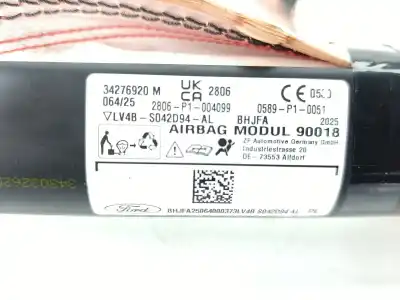 34276920 M
064/25
UK
CA
2806
2806-P1-004099
CE
0589-P1-0051
▽LV4B-S042D94-AL
BHJFA
2025
AIRBAG MODUL 90018
ZF Automotive Germany GmbH
Industriestrasse 20
DE-73553 Alfdorf
Ford